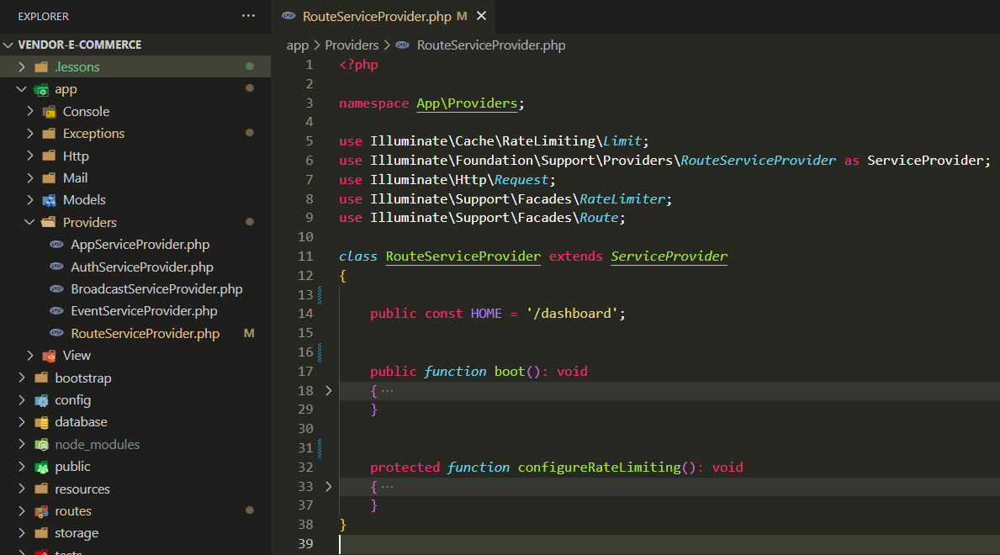 EXPLORER ···
VENDOR-E-COMMERCE
.lessons
app
Console
Exceptions
Http
Mail
Models
Providers
AppServiceProvider.php
AuthServiceProvider.php
BroadcastServiceProvider.php
EventServiceProvider.php
RouteServiceProvider.php M
View
bootstrap
config
database
node_modules
public
resources
routes
storage
tests
RouteServiceProvider.php M
app > Providers > RouteServiceProvider.php
1 <?php
2
3 namespace App\Providers;
4
5 use Illuminate\Cache\RateLimiting\Limit;
6 use Illuminate\Foundation\Support\Providers\RouteServiceProvider as ServiceProvider;
7 use Illuminate\Http\Request;
8 use Illuminate\Support\Facades\RateLimiter;
9 use Illuminate\Support\Facades\Route;
10
11 class RouteServiceProvider extends ServiceProvider
12 {
13
14 public const HOME = '/dashboard';
15
16
17 public function boot(): void
18 { ···
29 }
30
31
32 protected function configureRateLimiting(): void
33 { ···
37 }
38 }
39